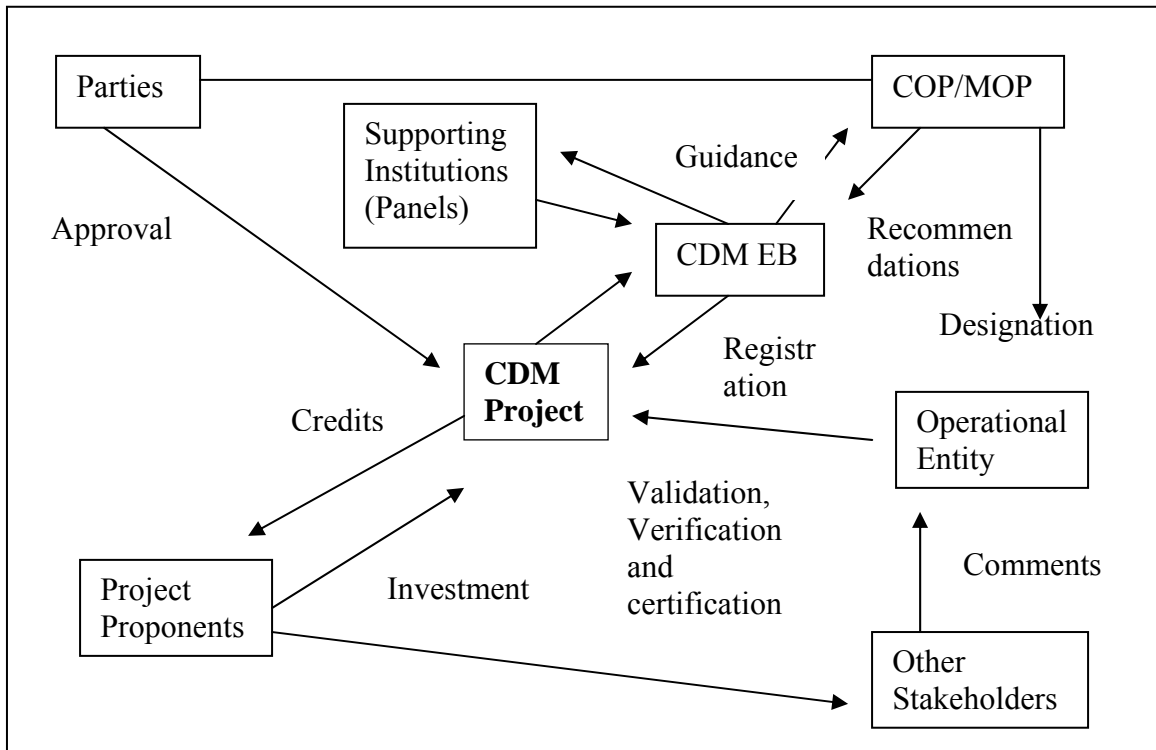 Parties
COP/MOP
Supporting
Institutions
(Panels)
Guidance
Approval
CDM EB
Recommen
dations
Designation
Registr
ation
CDM
Project
Credits
Operational
Entity
Validation,
Verification
and
certification
Investment
Comments
Project
Proponents
Other
Stakeholders